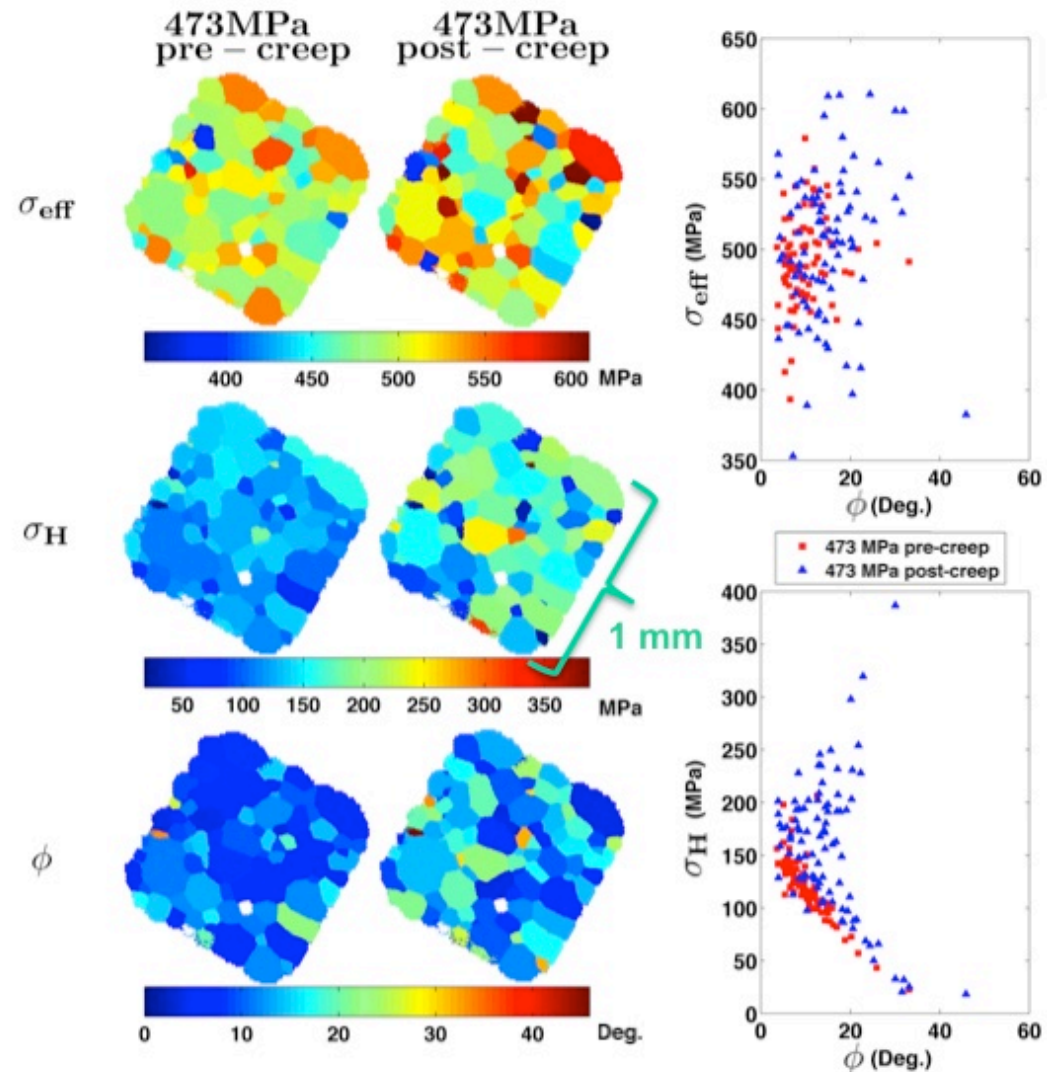 473MPa 473MPa
pre – creep post – creep
σeff
400 450 500 550 600 MPa
σH
1 mm
50 100 150 200 250 300 350 MPa
ϕ
0 10 20 30 40 Deg.
650
600
550
500
450
400
350
σeff (MPa)
0 20 40 60
ϕ (Deg.)
473 MPa pre-creep
473 MPa post-creep
400
350
300
250
200
150
100
50
0
σH (MPa)
0 20 40 60
ϕ (Deg.)